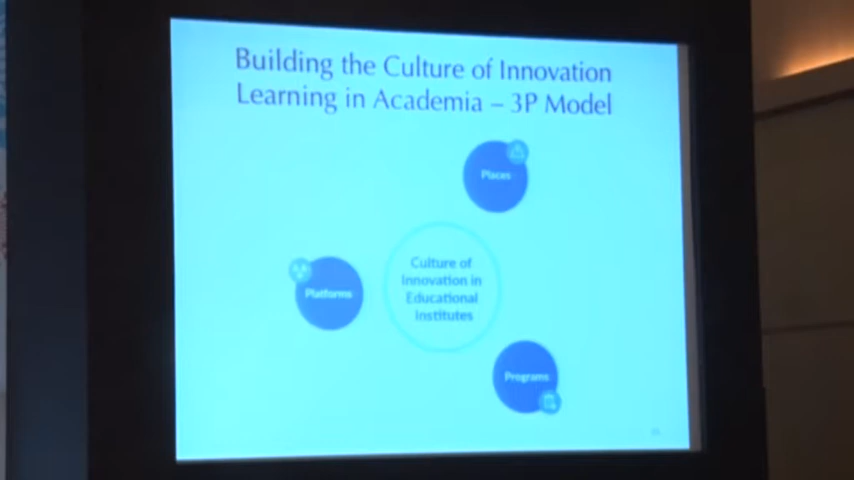 Building the Culture of Innovation
Learning in Academia – 3P Model
Places
Culture of
Innovation in
Educational
Institutes
Platforms
Programs